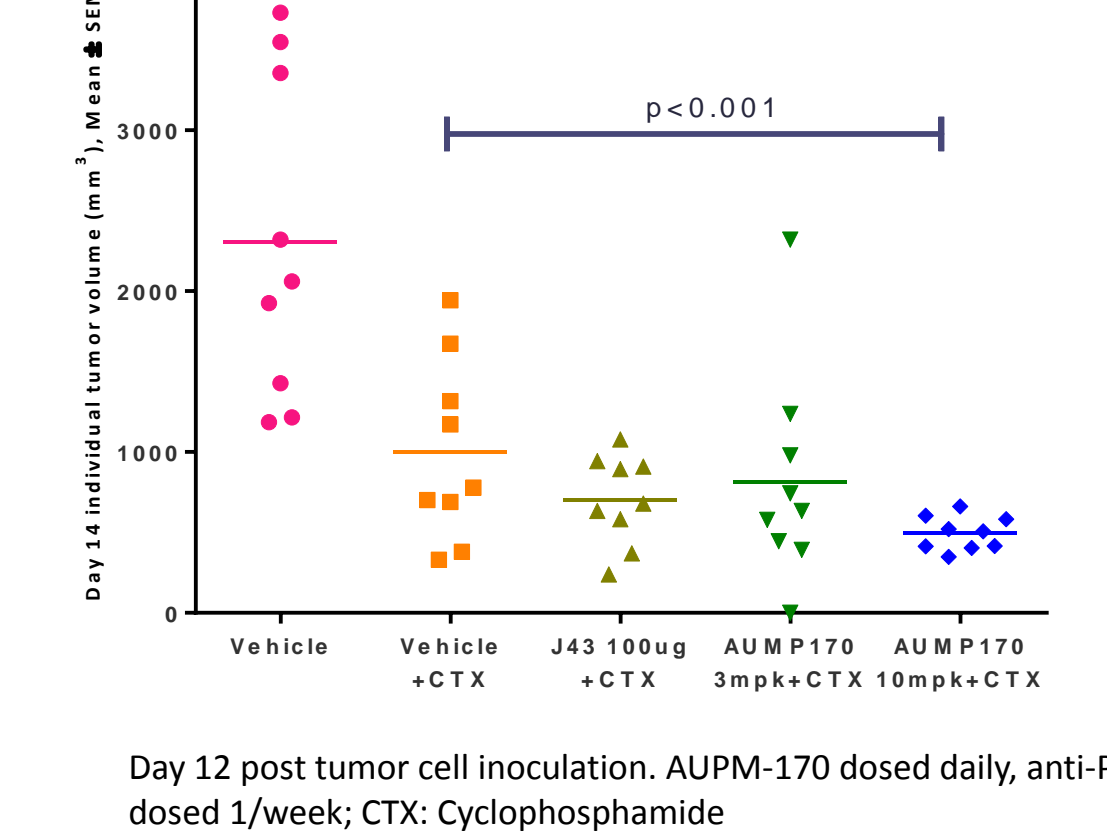 Day 14 individual tumor volume (mm3), Mean ± SEM
p<0.001
3000
2000
1000
0
Vehicle
Vehicle
+CTX
J43 100ug
+CTX
AUMP170
3mpk+CTX
AUMP170
10mpk+CTX
Day 12 post tumor cell inoculation. AUPM-170 dosed daily, anti-P
dosed 1/week; CTX: Cyclophosphamide